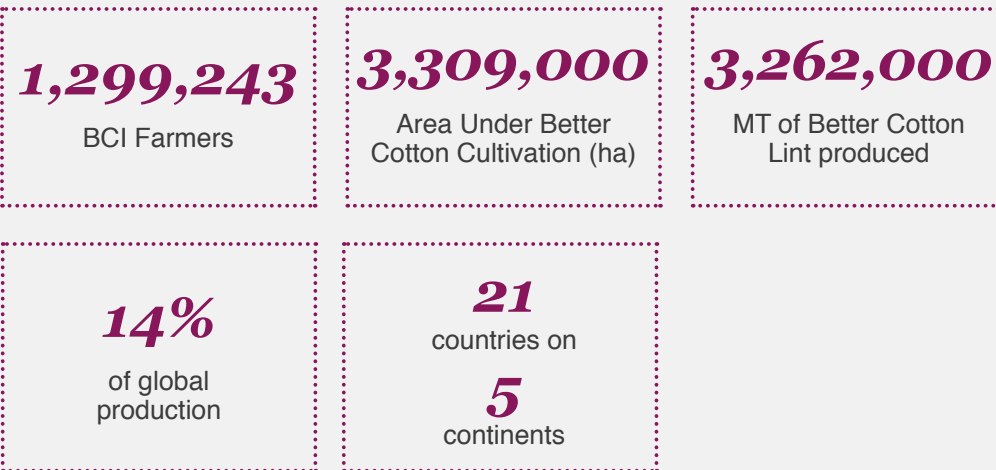 1,299,243
BCI Farmers
3,309,000
Area Under Better
Cotton Cultivation (ha)
3,262,000
MT of Better Cotton
Lint produced
14%
of global
production
21
countries on
5
continents